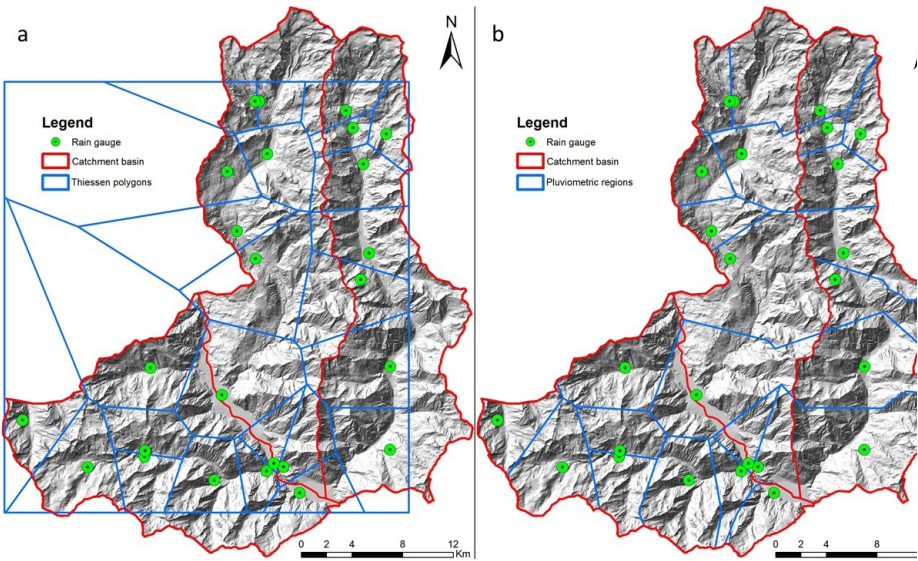 a
N
Legend
Rain gauge
Catchment basin
Thiessen polygons
0 2 4 8 12
Km
b
Legend
Rain gauge
Catchment basin
Pluviometric regions
0 2 4 8